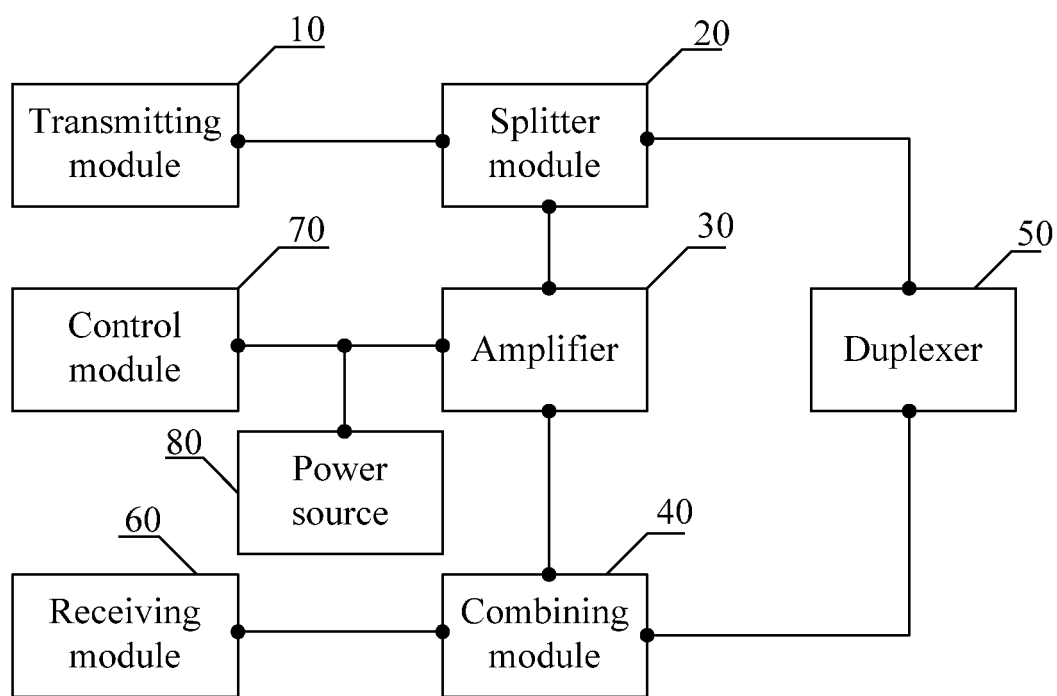 10
20
Transmitting
module
Splitter
module
70
30
50
Control
module
Amplifier
Duplexer
80
Power
source
60
40
Receiving
module
Combining
module